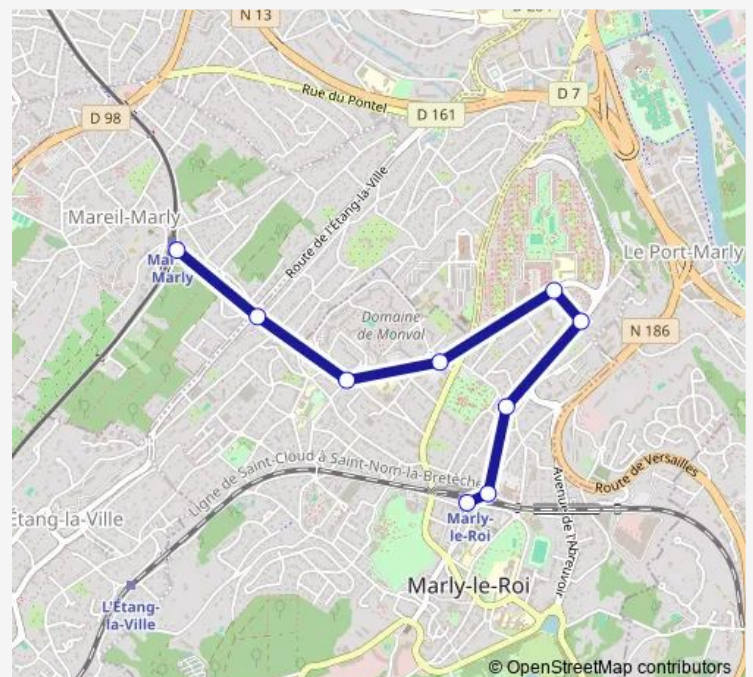 N 13
Rue du Pontel
D 7
D 98
D 161
Route de l'Étang-la-Ville
Mareil-Marly
Marly
Le Port-Marly
Domaine
de Monval
N 186
Ligne de Saint-Cloud à Saint-Nom-la-Bretèche
Route de Versailles
Étang-la-Ville
Marly-
le-Roi
Avenue de l'Abreuvoir
Marly-le-Roi
L'Étang-
la-Ville
© OpenStreetMap contributors